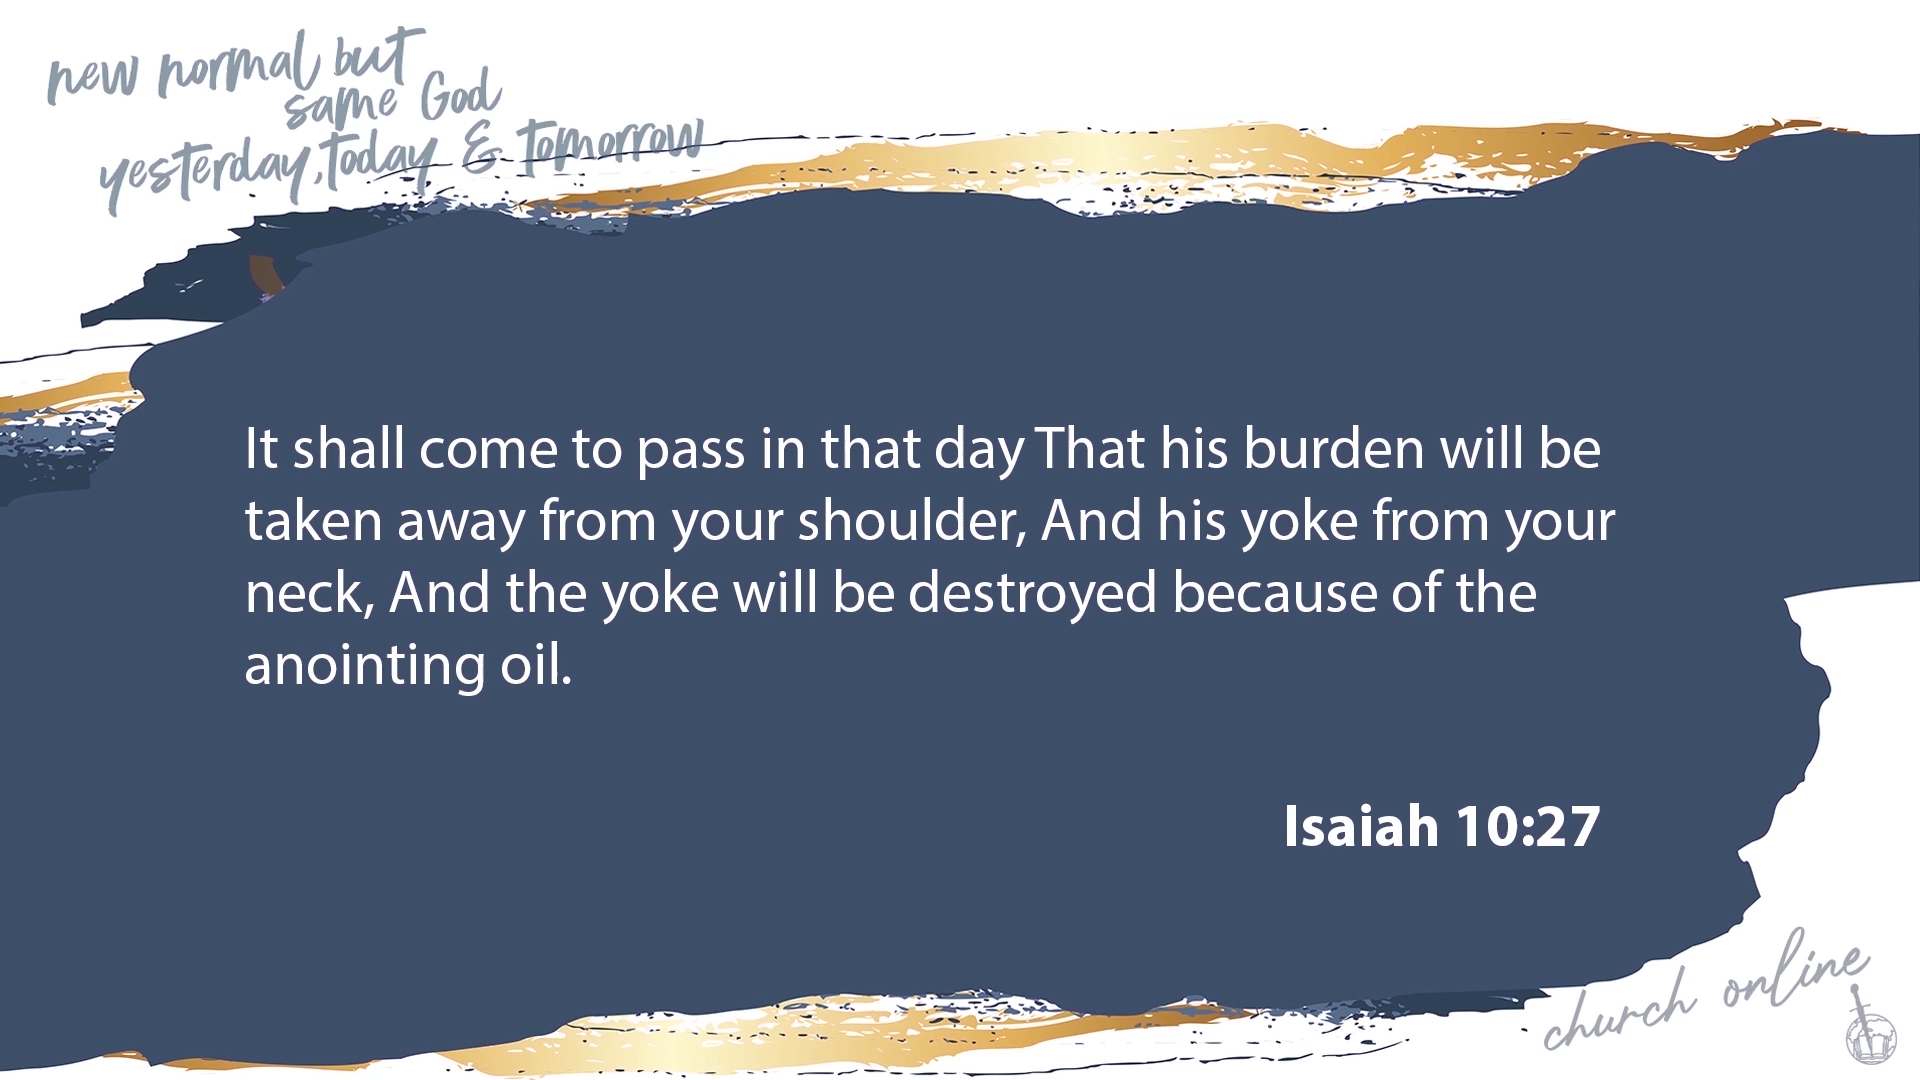 new normal but
same God
yesterday, today & tomorrow
It shall come to pass in that day That his burden will be
taken away from your shoulder, And his yoke from your
neck, And the yoke will be destroyed because of the
anointing oil.
Isaiah 10:27
church online